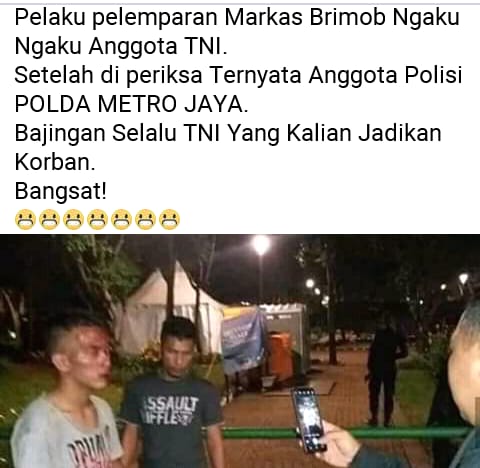 Pelaku pelemparan Markas Brimob Ngaku
Ngaku Anggota TNI.
Setelah di periksa Ternyata Anggota Polisi
POLDA METRO JAYA.
Bajingan Selalu TNI Yang Kalian Jadikan
Korban.
Bangsat!
😷😷😷😷😷😷😷
ASSAULT
RIFFLE